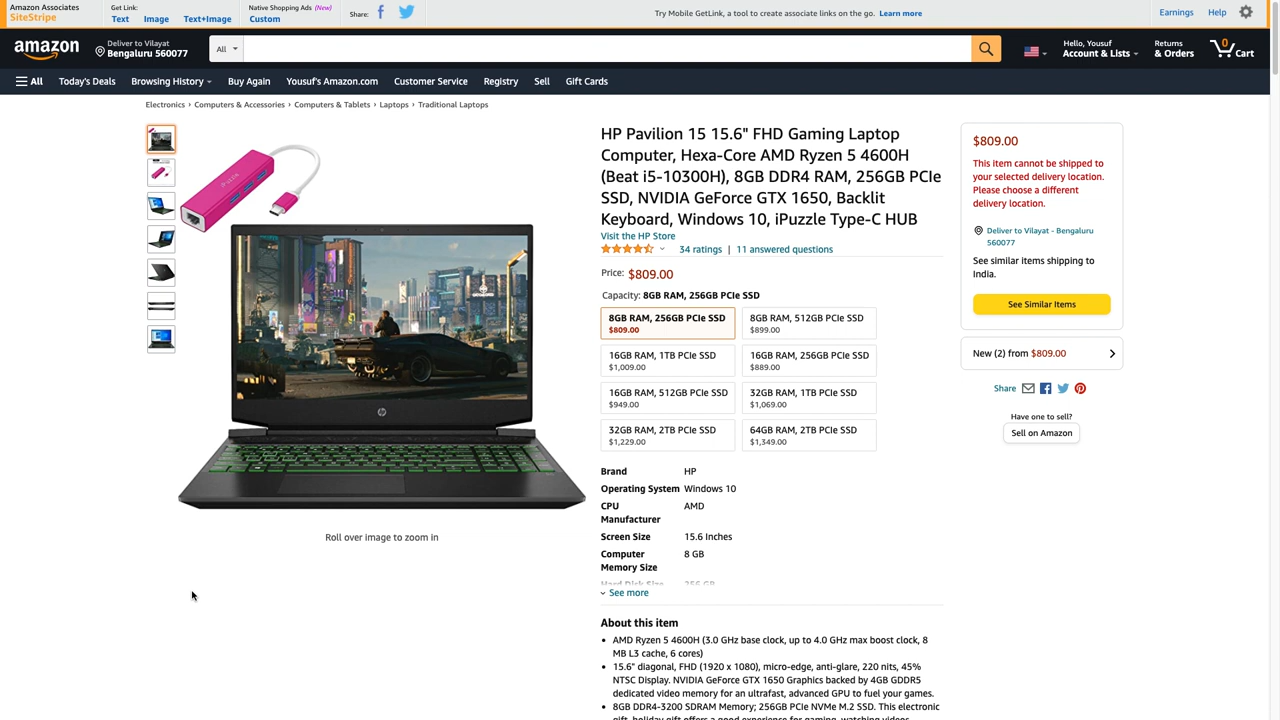 Amazon Associates
SiteStripe
Get Link:
Text Image Text+Image
Native Shopping Ads (New)
Custom
Share:
Try Mobile GetLink, a tool to create associate links on the go. Learn more
Earnings Help
amazon
Deliver to Vilayat
Bengaluru 560077
All
Hello, Yousuf
Account & Lists
Returns
& Orders
0
Cart
All Today's Deals Browsing History Buy Again Yousuf's Amazon.com Customer Service Registry Sell Gift Cards
Electronics › Computers & Accessories › Computers & Tablets › Laptops › Traditional Laptops
HP Pavilion 15 15.6" FHD Gaming Laptop
Computer, Hexa-Core AMD Ryzen 5 4600H
(Beat i5-10300H), 8GB DDR4 RAM, 256GB PCIe
SSD, NVIDIA GeForce GTX 1650, Backlit
Keyboard, Windows 10, iPuzzle Type-C HUB
Visit the HP Store
34 ratings | 11 answered questions
Price: $809.00
Capacity: 8GB RAM, 256GB PCIe SSD
8GB RAM, 256GB PCIe SSD
$809.00
8GB RAM, 512GB PCIe SSD
$899.00
16GB RAM, 1TB PCIe SSD
$1,009.00
16GB RAM, 256GB PCIe SSD
$889.00
16GB RAM, 512GB PCIe SSD
$949.00
32GB RAM, 1TB PCIe SSD
$1,069.00
32GB RAM, 2TB PCIe SSD
$1,229.00
64GB RAM, 2TB PCIe SSD
$1,349.00
Brand HP
Operating System Windows 10
CPU AMD
Manufacturer
Screen Size 15.6 Inches
Computer 8 GB
Memory Size
Hard Disk Size 256 GB
See more
About this item
• AMD Ryzen 5 4600H (3.0 GHz base clock, up to 4.0 GHz max boost clock, 8
MB L3 cache, 6 cores)
• 15.6" diagonal, FHD (1920 x 1080), micro-edge, anti-glare, 220 nits, 45%
NTSC Display. NVIDIA GeForce GTX 1650 Graphics backed by 4GB GDDR5
dedicated video memory for an ultrafast, advanced GPU to fuel your games.
• 8GB DDR4-3200 SDRAM Memory; 256GB PCIe NVMe M.2 SSD. This electronic
gift, holiday gift offers a good experience for gaming, watching videos
$809.00
This item cannot be shipped to
your selected delivery location.
Please choose a different
delivery location.
Deliver to Vilayat - Bengaluru
560077
See similar items shipping to
India.
See Similar Items
New (2) from $809.00
Share
Have one to sell?
Sell on Amazon
hp
Roll over image to zoom in